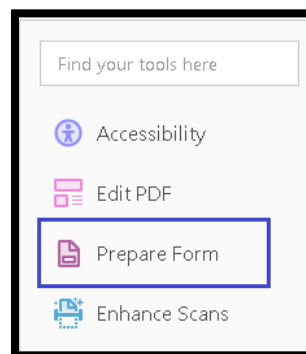 Find your tools here
Accessibility
Edit PDF
Prepare Form
Enhance Scans